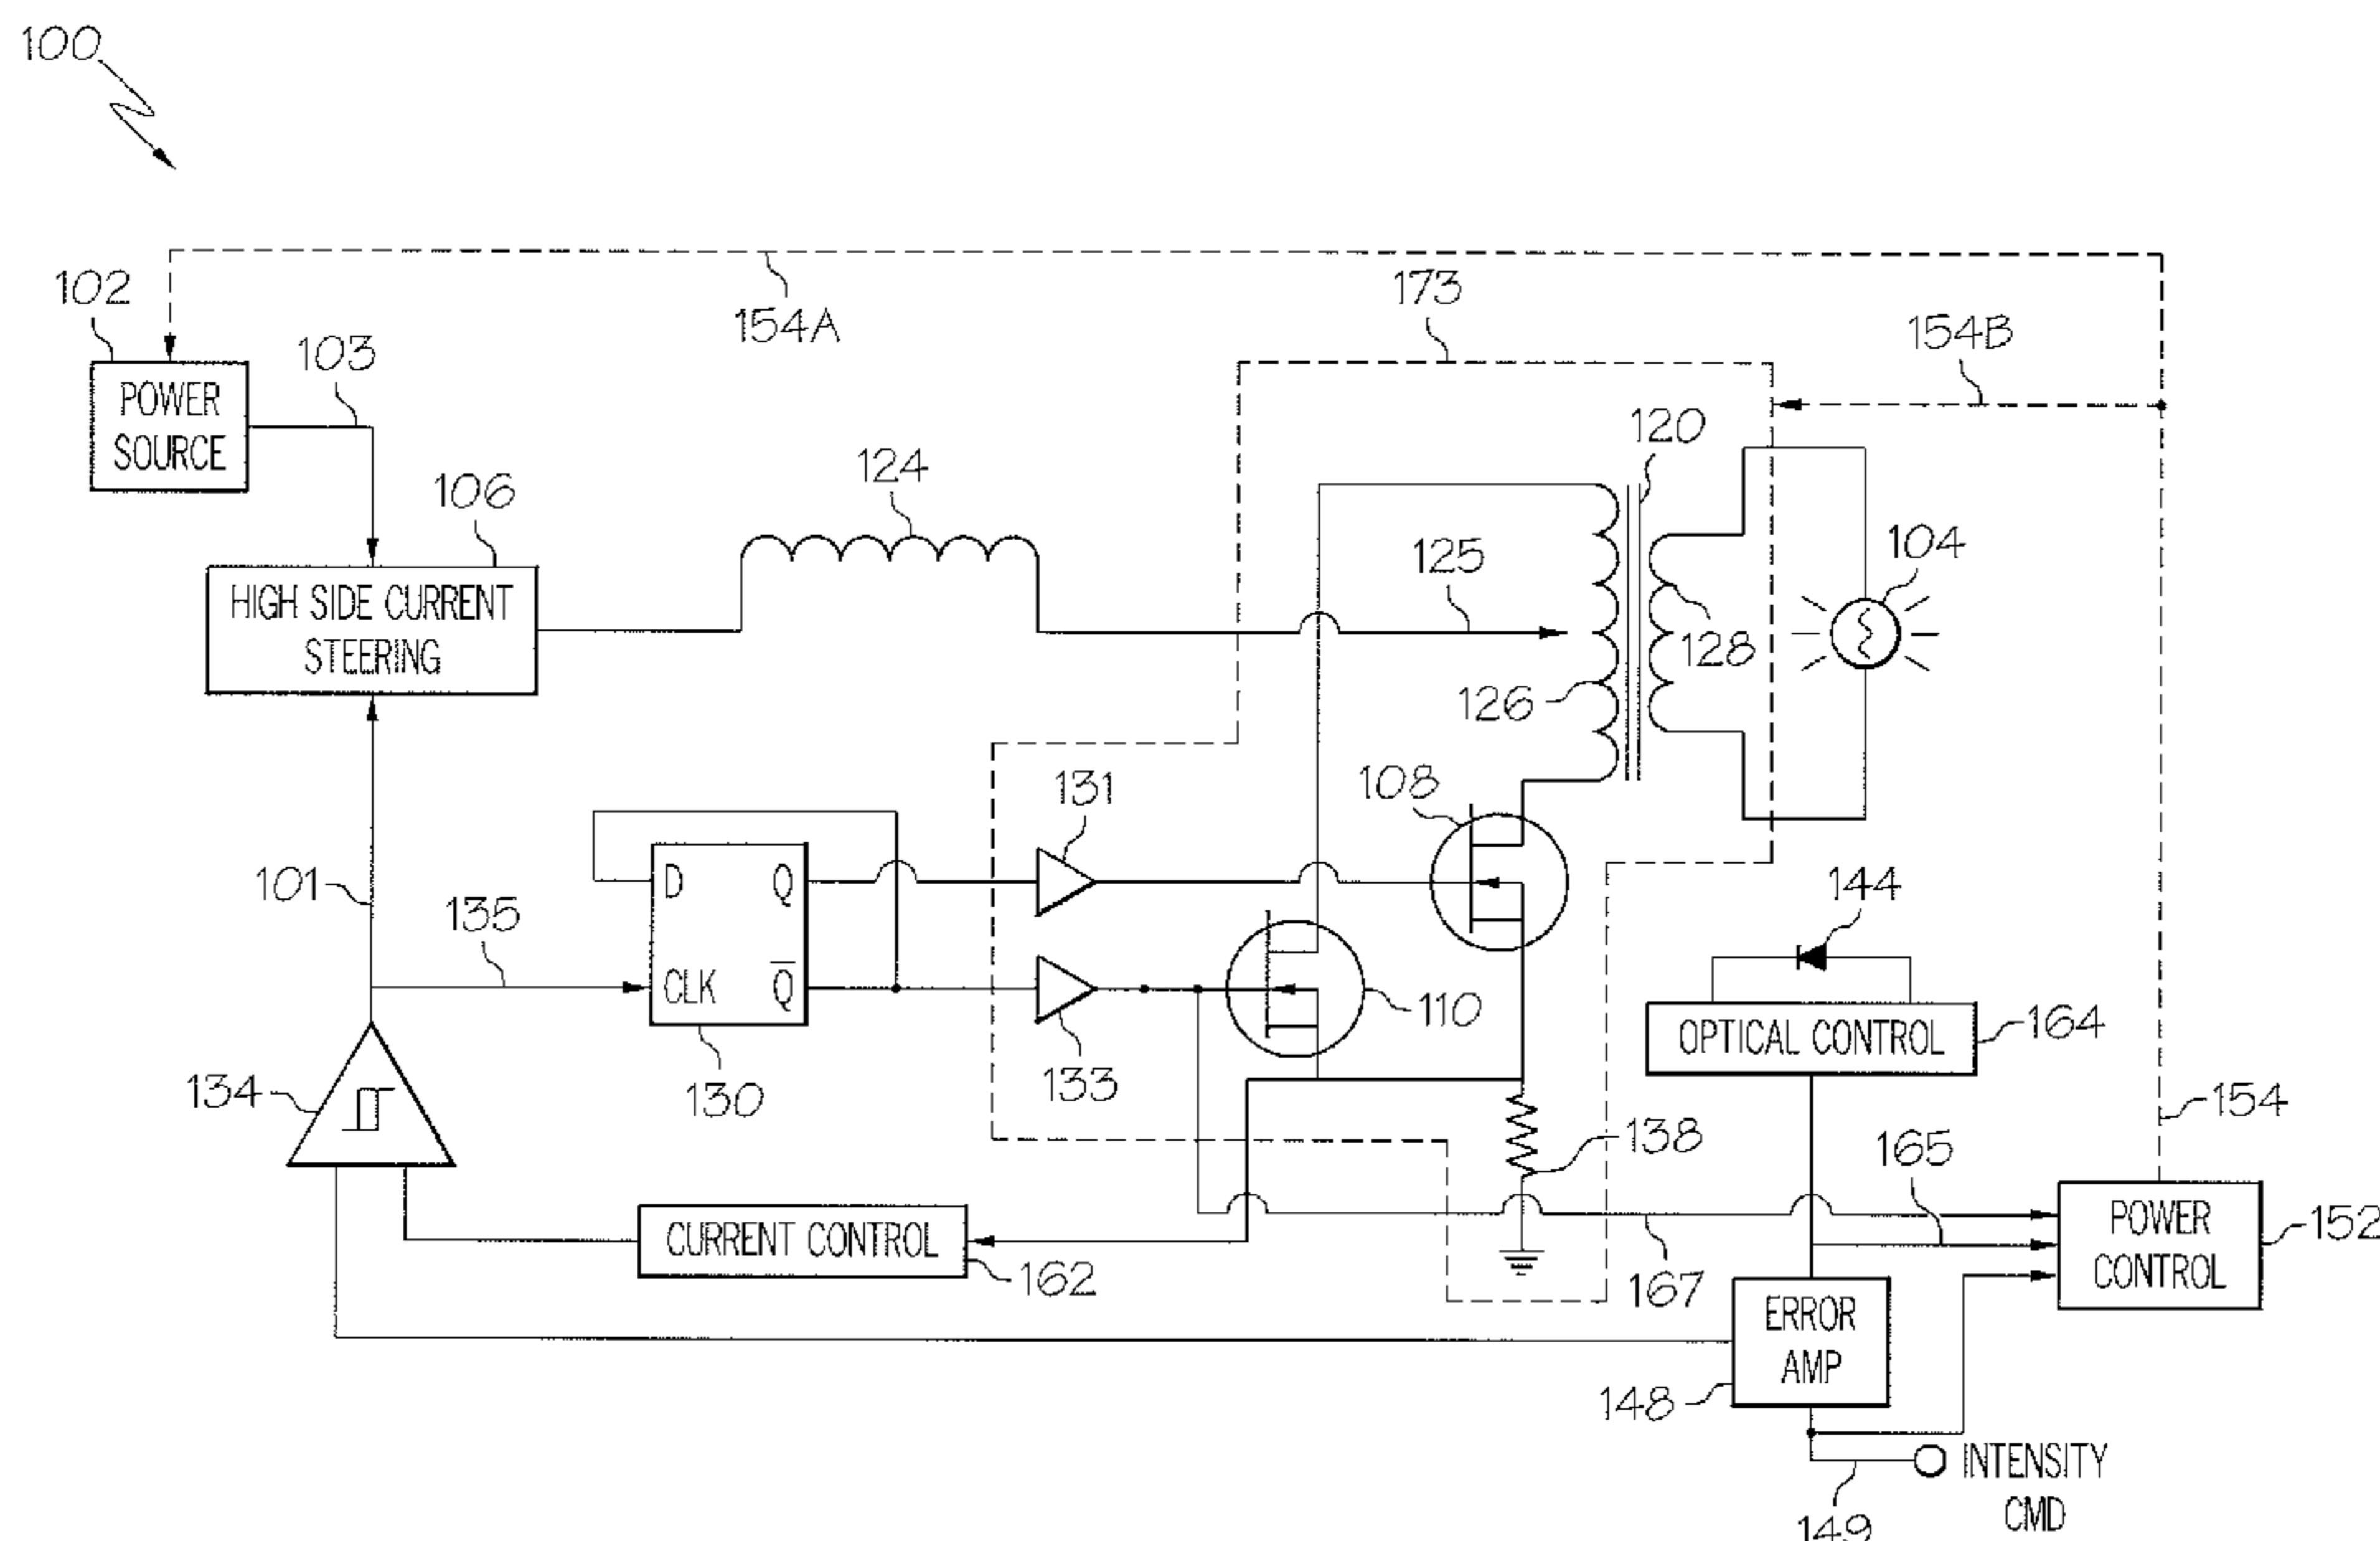 100
102
POWER
SOURCE
103
154A
173
154B
106
HIGH SIDE CURRENT
STEERING
124
125
120
104
128
126
108
131
101
135
D
Q
CLK
Q̅
130
133
110
144
OPTICAL CONTROL
164
134
138
154
165
CURRENT CONTROL
162
167
POWER
CONTROL
152
ERROR
AMP
148
149
INTENSITY
CMD